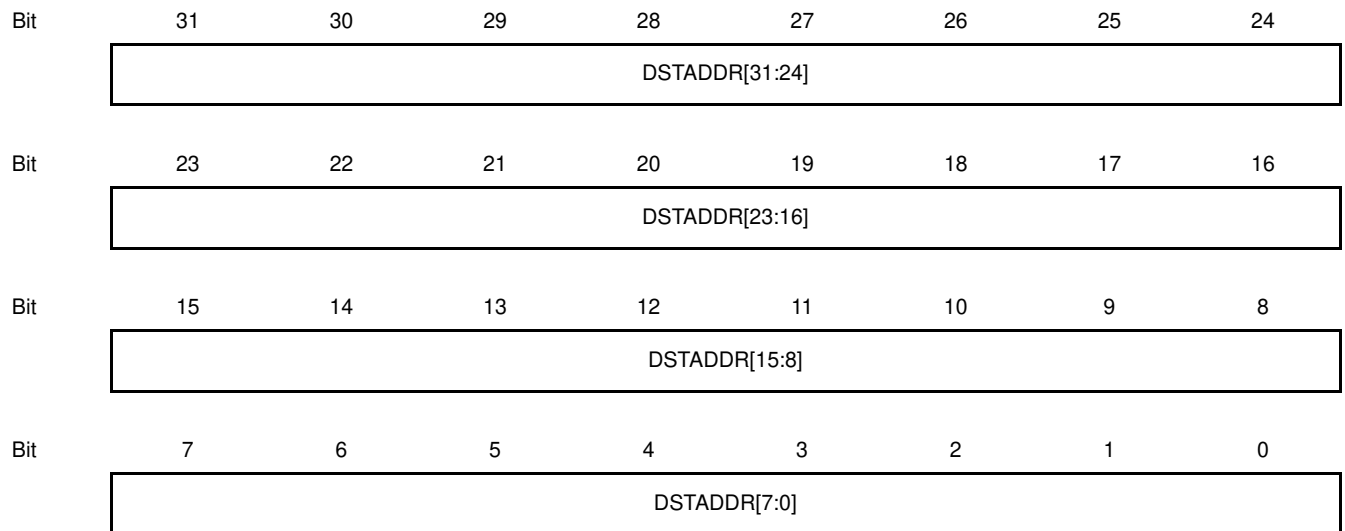 Bit 31 30 29 28 27 26 25 24
DSTADDR[31:24]
Bit 23 22 21 20 19 18 17 16
DSTADDR[23:16]
Bit 15 14 13 12 11 10 9 8
DSTADDR[15:8]
Bit 7 6 5 4 3 2 1 0
DSTADDR[7:0]